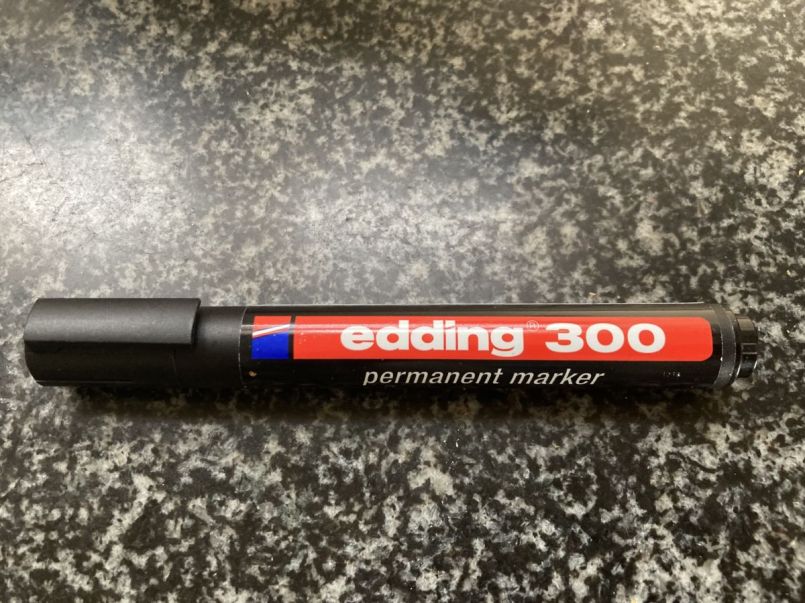 edding® 300
permanent marker